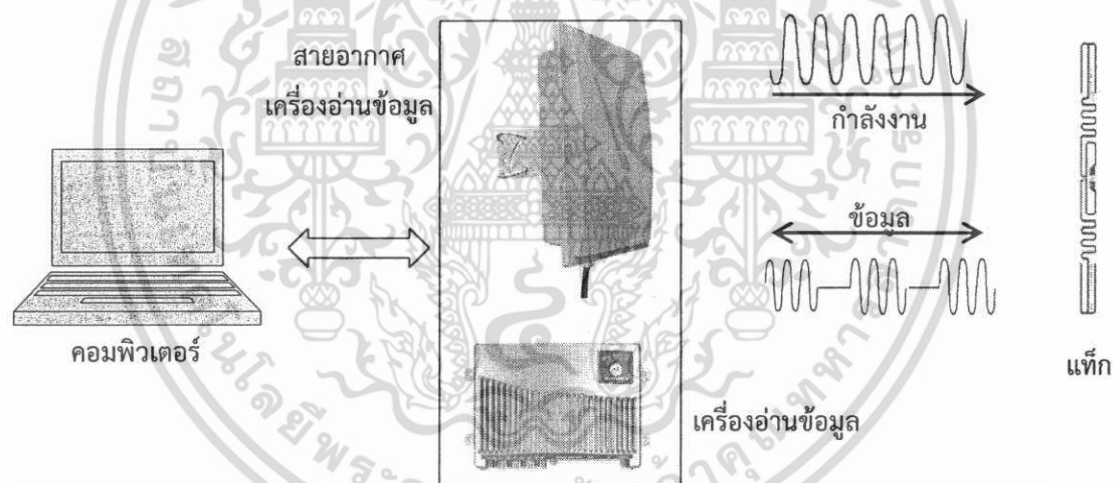 สายอากาศ
เครื่องอ่านข้อมูล
กำลังงาน
ข้อมูล
คอมพิวเตอร์
เครื่องอ่านข้อมูล
แท็ก